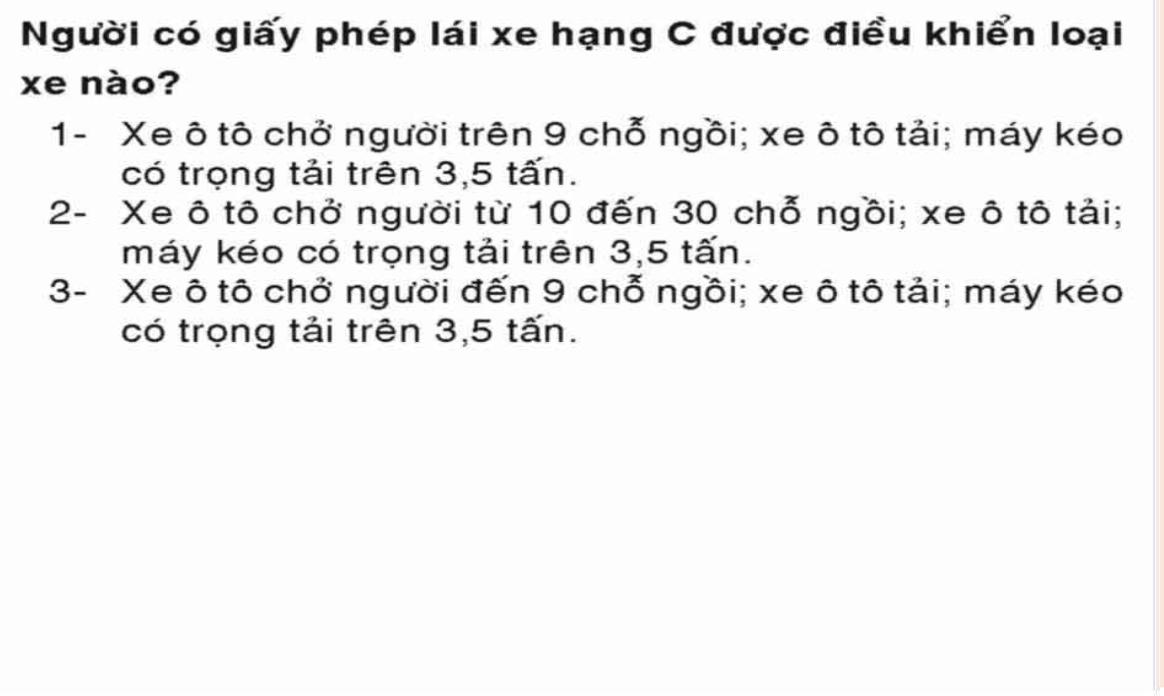 Người có giấy phép lái xe hạng C được điều khiển loại
xe nào?
1- Xe ô tô chở người trên 9 chỗ ngồi; xe ô tô tải; máy kéo
có trọng tải trên 3,5 tấn.
2- Xe ô tô chở người từ 10 đến 30 chỗ ngồi; xe ô tô tải;
máy kéo có trọng tải trên 3,5 tấn.
3- Xe ô tô chở người đến 9 chỗ ngồi; xe ô tô tải; máy kéo
có trọng tải trên 3,5 tấn.